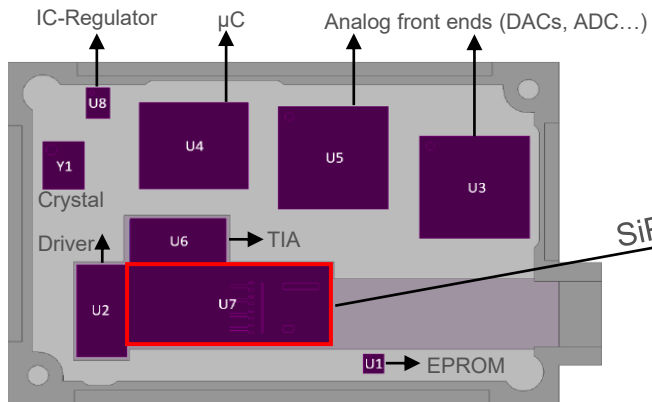 IC-Regulator
µC
Analog front ends (DACs, ADC…)
U8
U4
U5
U3
Y1
Crystal
Driver
U6
TIA
U2
U7
U1
EPROM